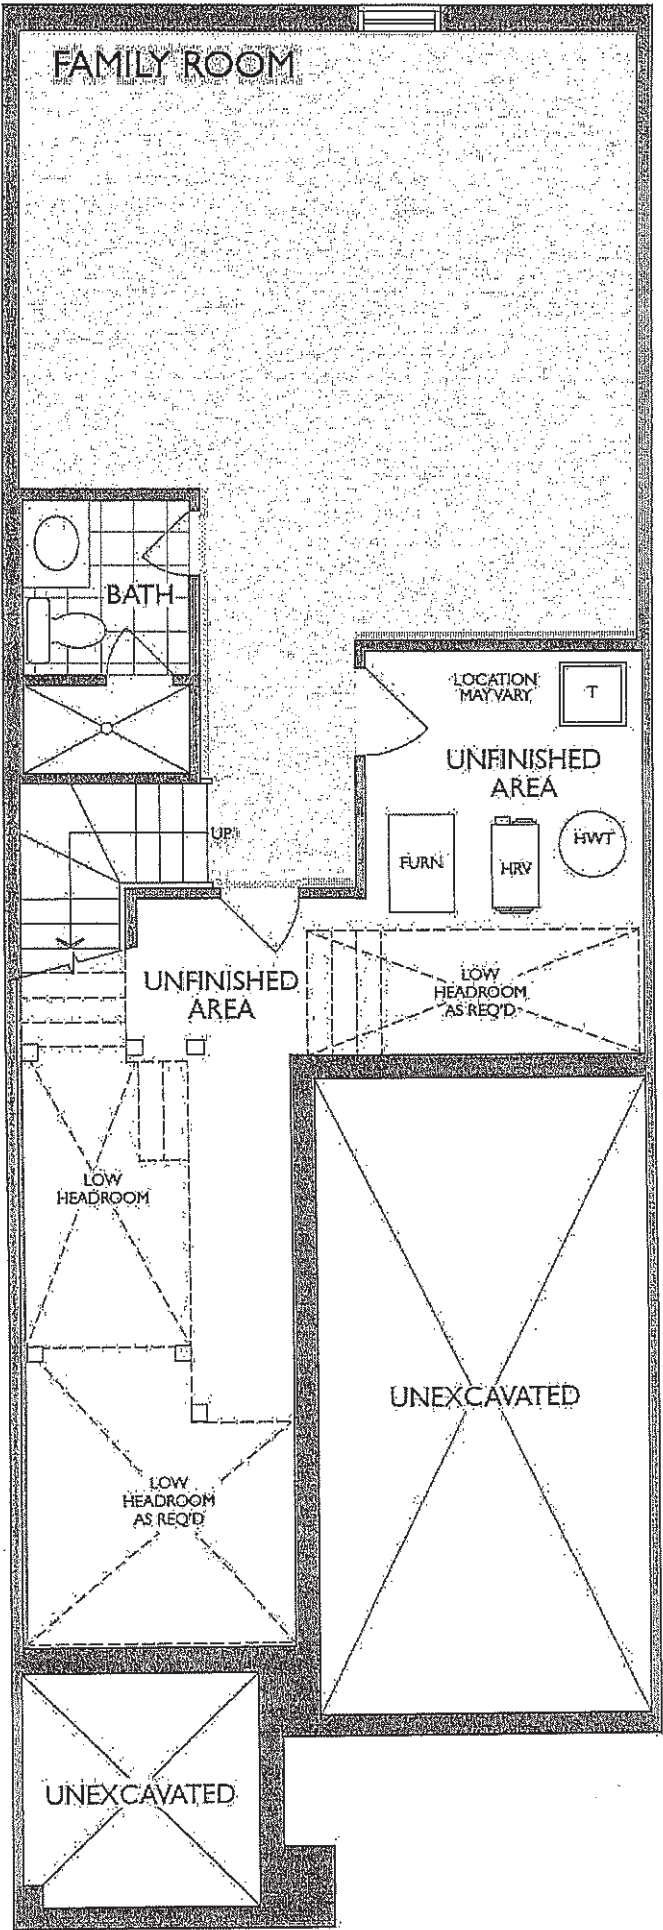 FAMILY ROOM
BATH
LOCATION
MAY VARY
T
UNFINISHED
AREA
UP
FURN
HRV
HWT
UNFINISHED
AREA
LOW
HEADROOM
AS REQ'D
LOW
HEADROOM
UNEXCAVATED
LOW
HEADROOM
AS REQ'D
UNEXCAVATED